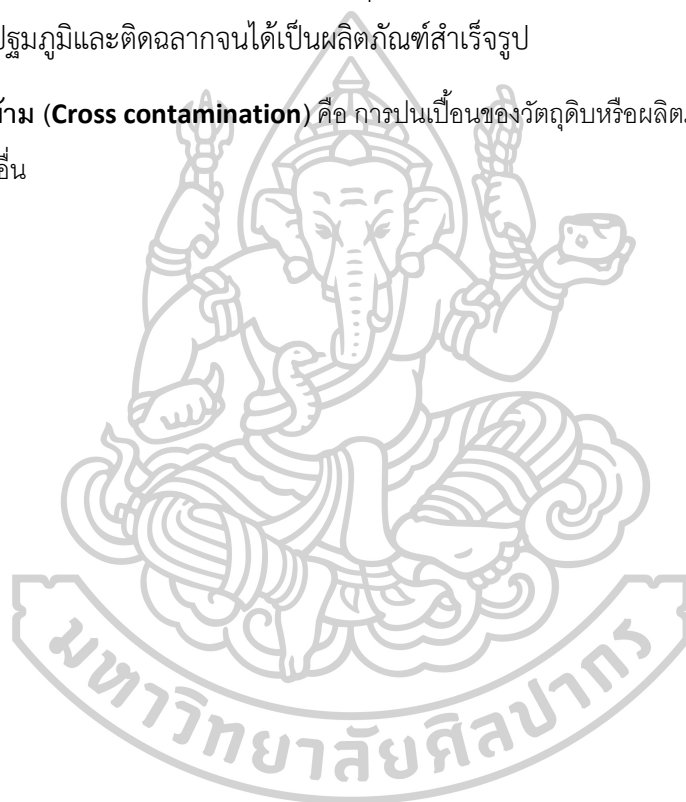 ปฐมภูมิและติดฉลากจนได้เป็นผลิตภัณฑ์สำเร็จรูป
ข้าม (Cross contamination) คือ การปนเปื้อนของวัตถุดิบหรือผลิต
อื่น
มหาวิทยาลัยศิลปากร